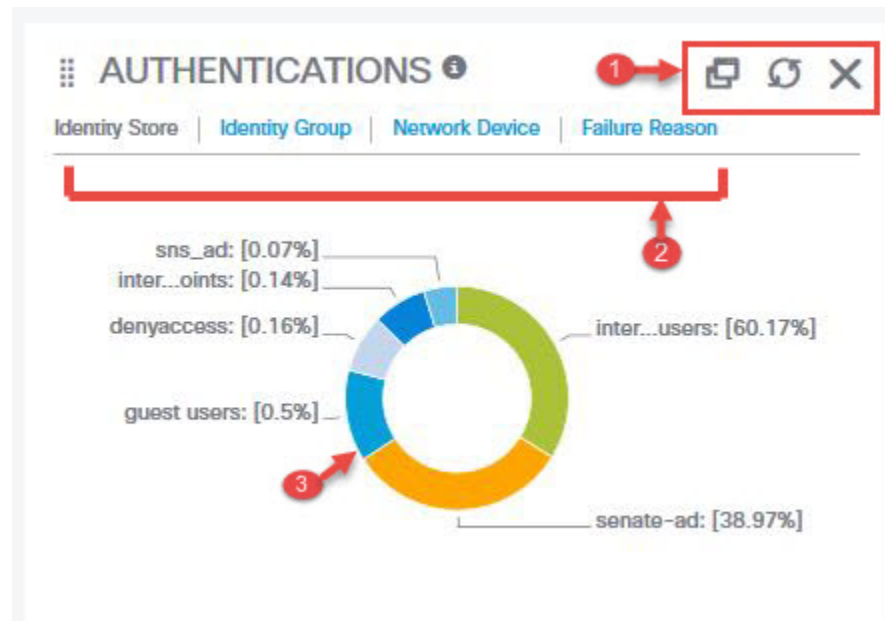 AUTHENTICATIONS i
1
Identity Store | Identity Group | Network Device | Failure Reason
2
sns_ad: [0.07%]
inter...oints: [0.14%]
denyaccess: [0.16%]
inter...users: [60.17%]
guest users: [0.5%]
3
senate-ad: [38.97%]